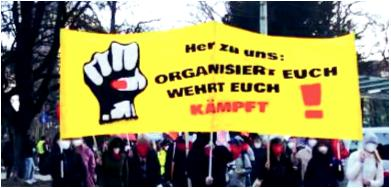 Her zu uns:
ORGANISIERT EUCH
WEHRT EUCH
KÄMPFT !